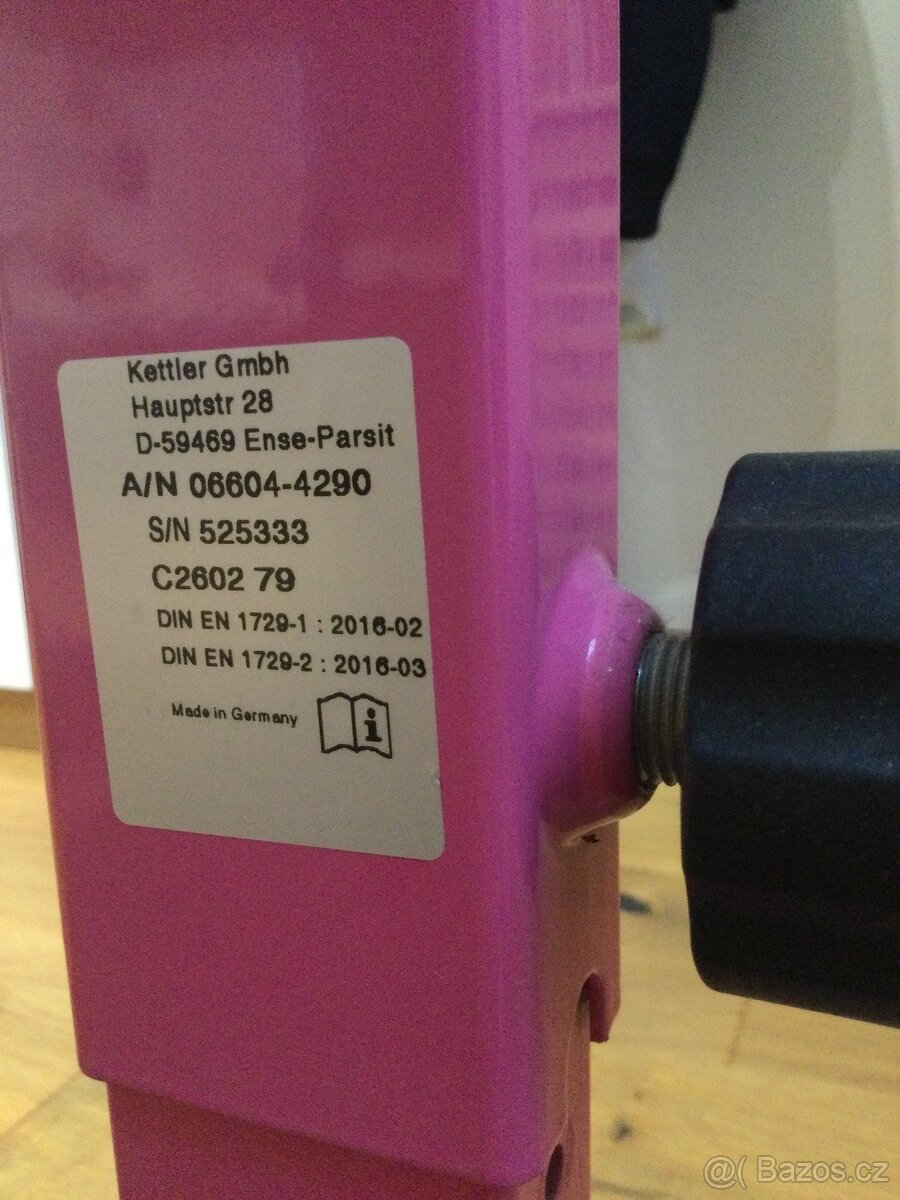 Kettler Gmbh
Hauptstr 28
D-59469 Ense-Parsit
A/N 06604-4290
S/N 525333
C2602 79
DIN EN 1729-1 : 2016-02
DIN EN 1729-2 : 2016-03
Made in Germany
@( Bazos.cz